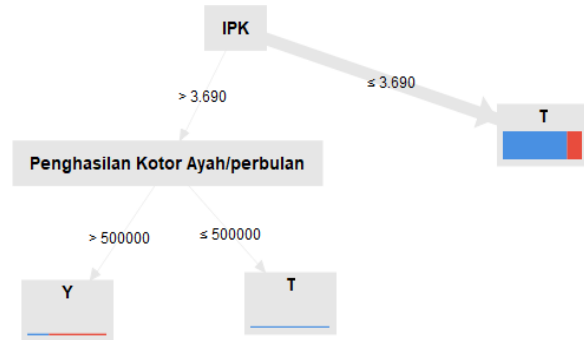 IPK
> 3.690
≤ 3.690
T
Penghasilan Kotor Ayah/perbulan
> 500000
≤ 500000
Y
T